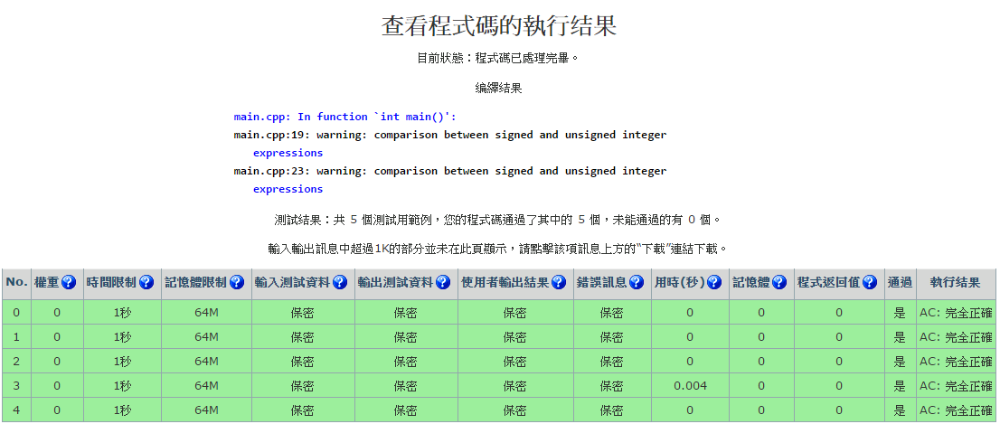 查看程式碼的執行结果
目前狀態：程式碼已處理完畢。
编繹结果
main.cpp: In function `int main()':
main.cpp:19: warning: comparison between signed and unsigned integer
expressions
main.cpp:23: warning: comparison between signed and unsigned integer
expressions
測試结果：共 5 個測試用範例，您的程式碼通過了其中的 5 個，未能通過的有 0 個。
輸入輸出訊息中超過1K的部分並未在此頁顯示，請點擊該項訊息上方的“下載”連結下載。
No. 權重? 時間限制? 記憶體限制? 輸入測試資料? 輸出測試資料? 使用者輸出結果? 錯誤訊息? 用時(秒)? 記憶體? 程式返回值? 通過 執行结果
0 0 1秒 64M 保密 保密 保密 保密 0 0 0 是 AC: 完全正確
1 0 1秒 64M 保密 保密 保密 保密 0 0 0 是 AC: 完全正確
2 0 1秒 64M 保密 保密 保密 保密 0 0 0 是 AC: 完全正確
3 0 1秒 64M 保密 保密 保密 保密 0.004 0 0 是 AC: 完全正確
4 0 1秒 64M 保密 保密 保密 保密 0 0 0 是 AC: 完全正確